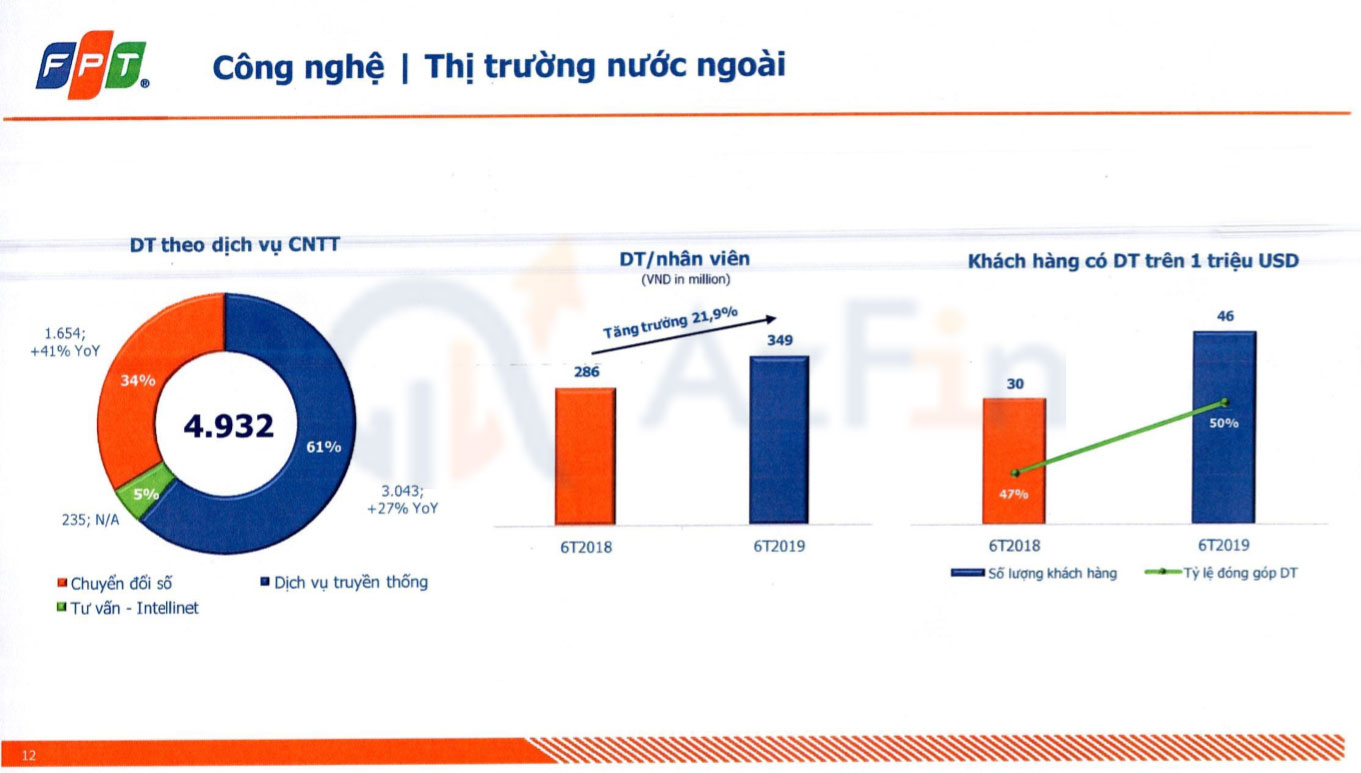 FPT®
Công nghệ | Thị trường nước ngoài
DT theo dịch vụ CNTT
1.654;
+41% YoY
34%
4.932
61%
5%
3.043;
+27% YoY
235; N/A
Chuyển đổi số
Dịch vụ truyền thống
Tư vấn - Intellinet
DT/nhân viên
(VND in million)
Tăng trưởng 21,9%
286
349
6T2018
6T2019
Khách hàng có DT trên 1 triệu USD
46
30
50%
47%
6T2018
6T2019
Số lượng khách hàng
Tỷ lệ đóng góp DT
AzFin
12